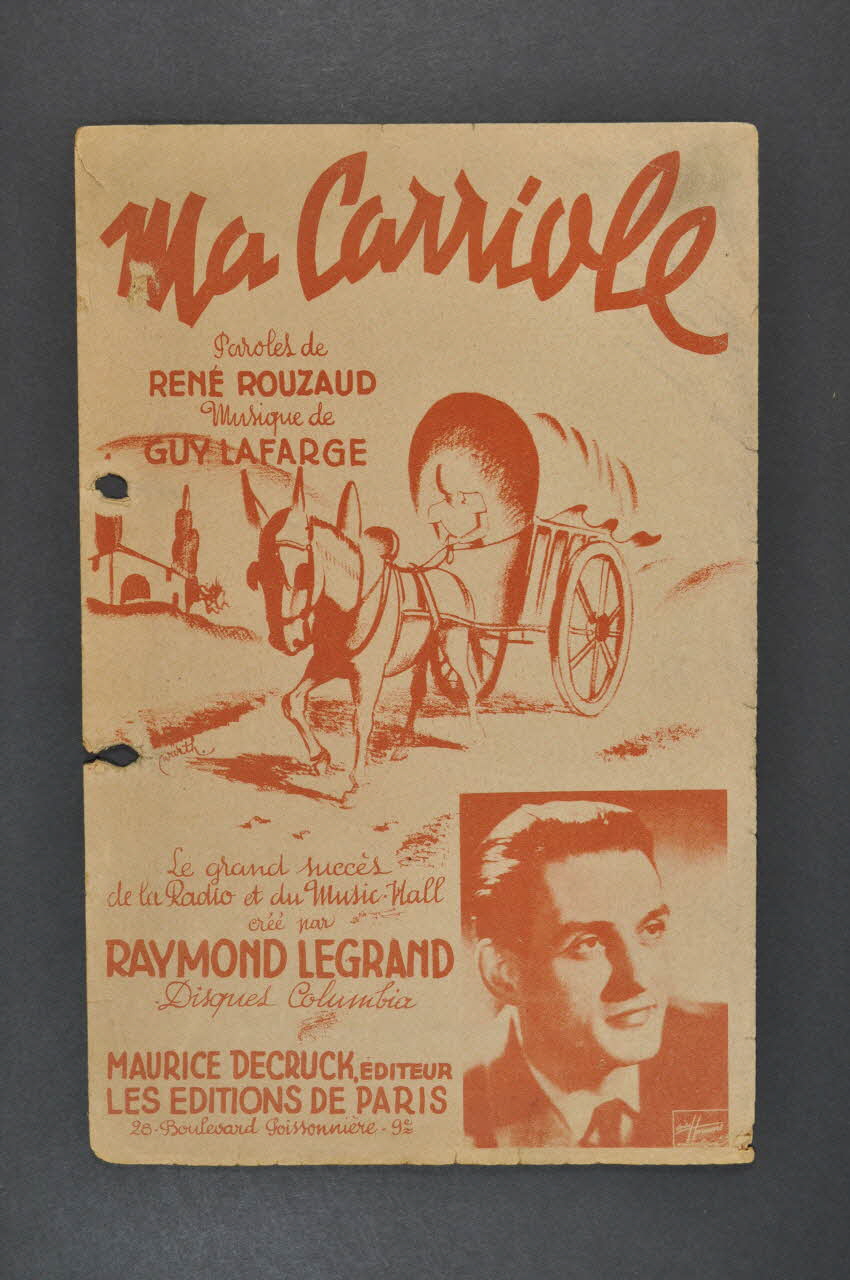 Ma Carriole
Paroles de
RENÉ ROUZAUD
Musique de
GUY LAFARGE
Le grand succès
de la Radio et du Music-Hall
créé par
RAYMOND LEGRAND
Disques Columbia
MAURICE DECRUCK, ÉDITEUR
LES EDITIONS DE PARIS
28-Boulevard Poissonnière-9e